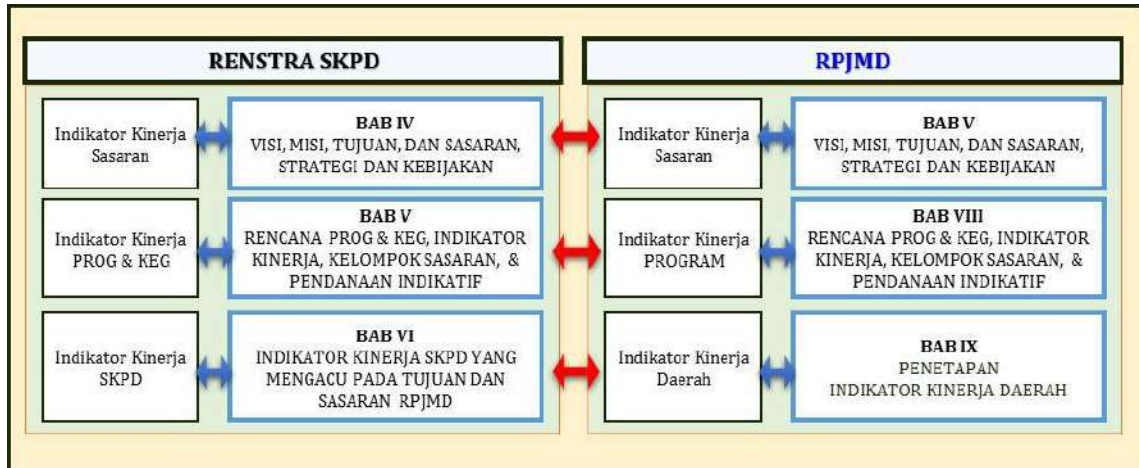 RENSTRA SKPD
Indikator Kinerja
Sasaran
BAB IV
VISI, MISI, TUJUAN, DAN SASARAN,
STRATEGI DAN KEBIJAKAN
Indikator Kinerja
PROG & KEG
BAB V
RENCANA PROG & KEG, INDIKATOR
KINERJA, KELOMPOK SASARAN, &
PENDANAAN INDIKATIF
Indikator Kinerja
SKPD
BAB VI
INDIKATOR KINERJA SKPD YANG
MENGACU PADA TUJUAN DAN
SASARAN RPJMD
RPJMD
Indikator Kinerja
Sasaran
BAB V
VISI, MISI, TUJUAN, DAN SASARAN,
STRATEGI DAN KEBIJAKAN
Indikator Kinerja
PROGRAM
BAB VIII
RENCANA PROG & KEG, INDIKATOR
KINERJA, KELOMPOK SASARAN, &
PENDANAAN INDIKATIF
Indikator Kinerja
Daerah
BAB IX
PENETAPAN
INDIKATOR KINERJA DAERAH